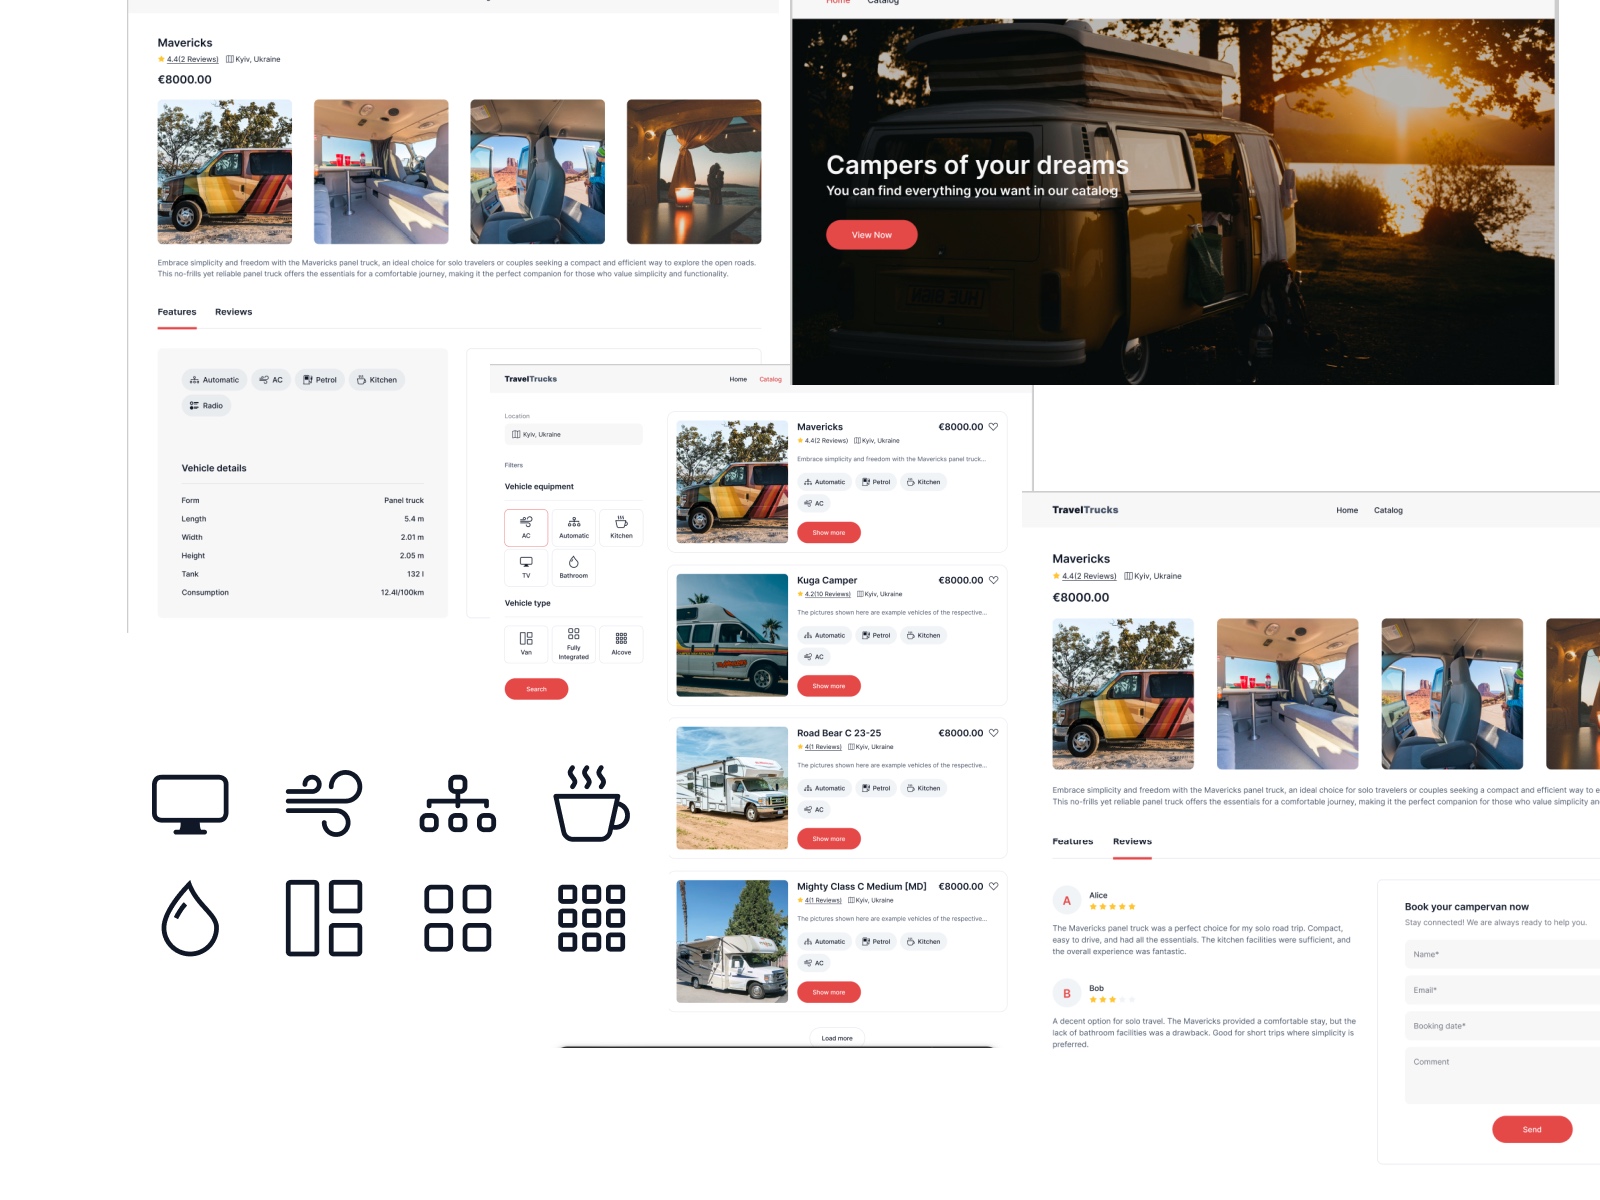 Mavericks
4.4(2 Reviews) Kyiv, Ukraine
€8000.00
Embrace simplicity and freedom with the Mavericks panel truck, an ideal choice for solo travelers or couples seeking a compact and efficient way to explore the open roads.
This no-frills yet reliable panel truck offers the essentials for a comfortable journey, making it the perfect companion for those who value simplicity and functionality.
Features Reviews
Automatic AC Petrol Kitchen
Radio
Vehicle details
Form Panel truck
Length 5.4 m
Width 2.01 m
Height 2.05 m
Tank 132 l
Consumption 12.4l/100km
Home Catalog
Campers of your dreams
You can find everything you want in our catalog
View Now
TravelTrucks
Home Catalog
Location
Kyiv, Ukraine
Filters
Vehicle equipment
AC Automatic Kitchen
TV Bathroom
Vehicle type
Van Fully Integrated Alcove
Search
Mavericks €8000.00
4.4(2 Reviews) Kyiv, Ukraine
Embrace simplicity and freedom with the Mavericks panel truck...
Automatic Petrol Kitchen
AC
Show more
Kuga Camper €8000.00
4.2(10 Reviews) Kyiv, Ukraine
The pictures shown here are example vehicles of the respective...
Automatic Petrol Kitchen
AC
Show more
Road Bear C 23-25 €8000.00
4(1 Reviews) Kyiv, Ukraine
The pictures shown here are example vehicles of the respective...
Automatic Petrol Kitchen
AC
Show more
Mighty Class C Medium [MD] €8000.00
4(1 Reviews) Kyiv, Ukraine
The pictures shown here are example vehicles of the respective...
Automatic Petrol Kitchen
AC
Show more
Load more
TravelTrucks
Home Catalog
Mavericks
4.4(2 Reviews) Kyiv, Ukraine
€8000.00
Embrace simplicity and freedom with the Mavericks panel truck, an ideal choice for solo travelers or couples seeking a compact and efficient way to e
This no-frills yet reliable panel truck offers the essentials for a comfortable journey, making it the perfect companion for those who value simplicity an
Features Reviews
A Alice
The Mavericks panel truck was a perfect choice for my solo road trip. Compact,
easy to drive, and had all the essentials. The kitchen facilities were sufficient, and
the overall experience was fantastic.
B Bob
A decent option for solo travel. The Mavericks provided a comfortable stay, but the
lack of bathroom facilities was a drawback. Good for short trips where simplicity is
preferred.
Book your campervan now
Stay connected! We are always ready to help you.
Name*
Email*
Booking date*
Comment
Send